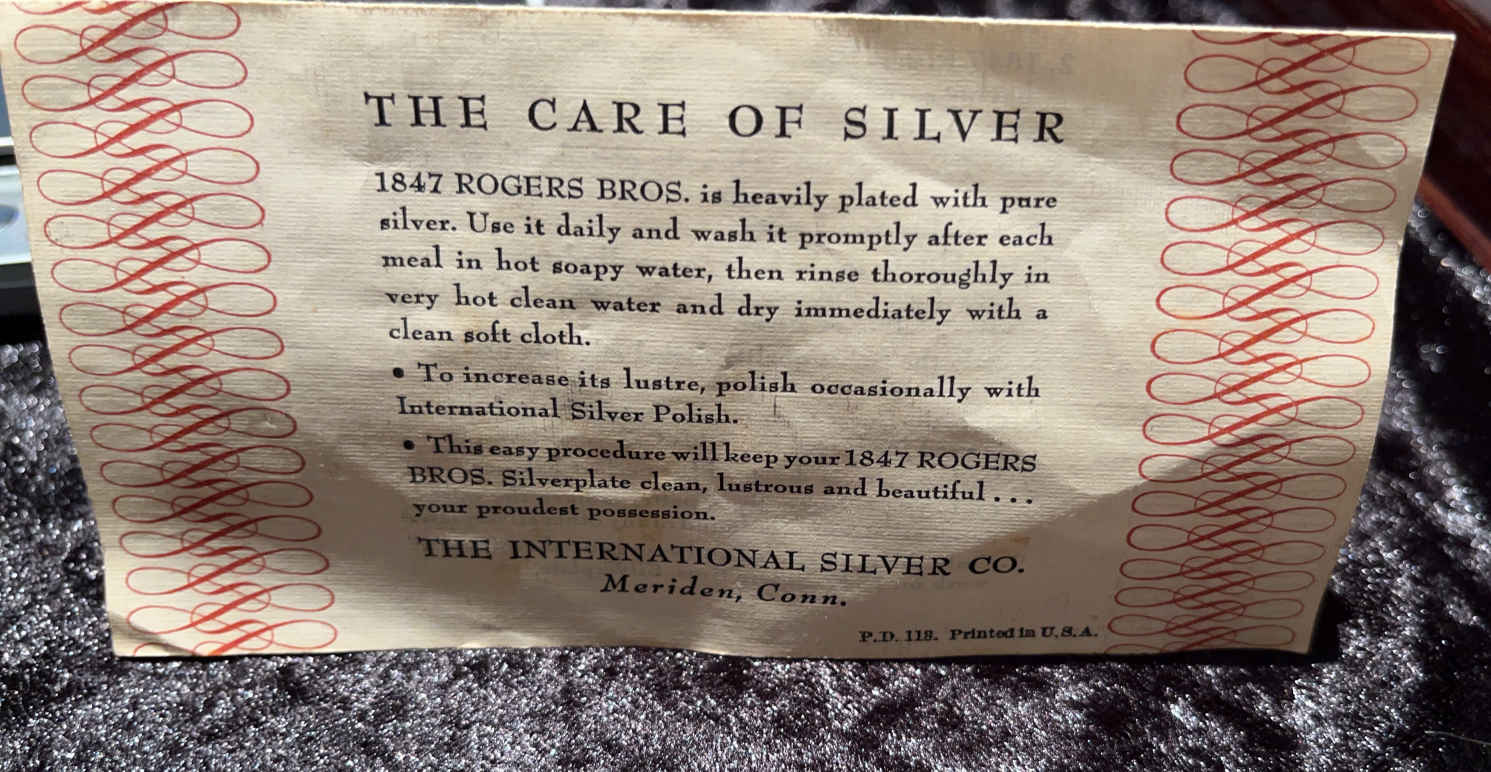 THE CARE OF SILVER
1847 ROGERS BROS. is heavily plated with pure
silver. Use it daily and wash it promptly after each
meal in hot soapy water, then rinse thoroughly in
very hot clean water and dry immediately with a
clean soft cloth.
• To increase its lustre, polish occasionally with
International Silver Polish.
• This easy procedure will keep your 1847 ROGERS
BROS. Silverplate clean, lustrous and beautiful . . .
your proudest possession.
THE INTERNATIONAL SILVER CO.
Meriden, Conn.
P.D. 118. Printed in U.S.A.